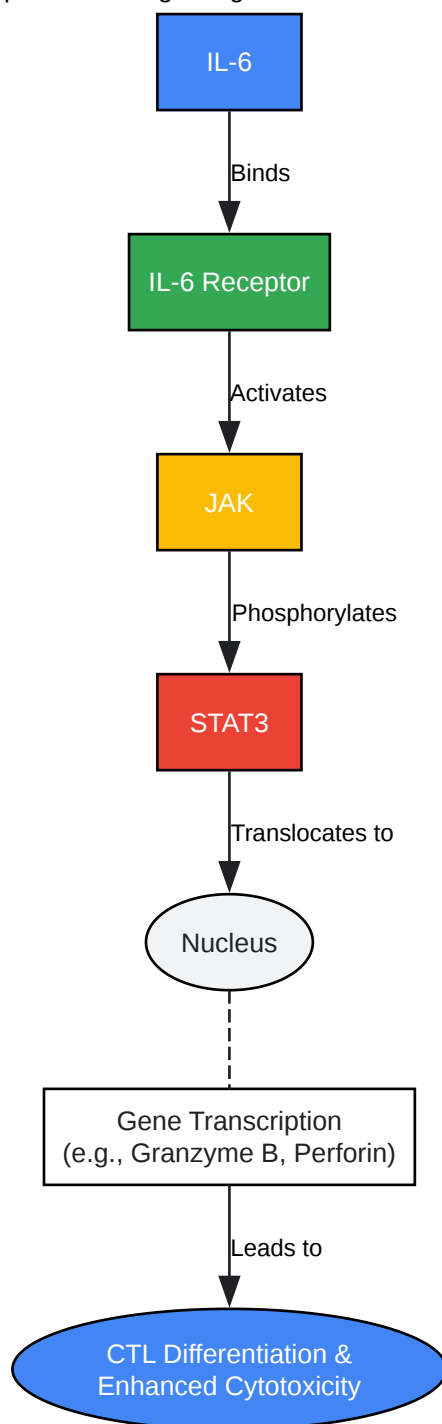 IL-6
Binds
IL-6 Receptor
Activates
JAK
Phosphorylates
STAT3
Translocates to
Nucleus
Gene Transcription
(e.g., Granzyme B, Perforin)
Leads to
CTL Differentiation &
Enhanced Cytotoxicity